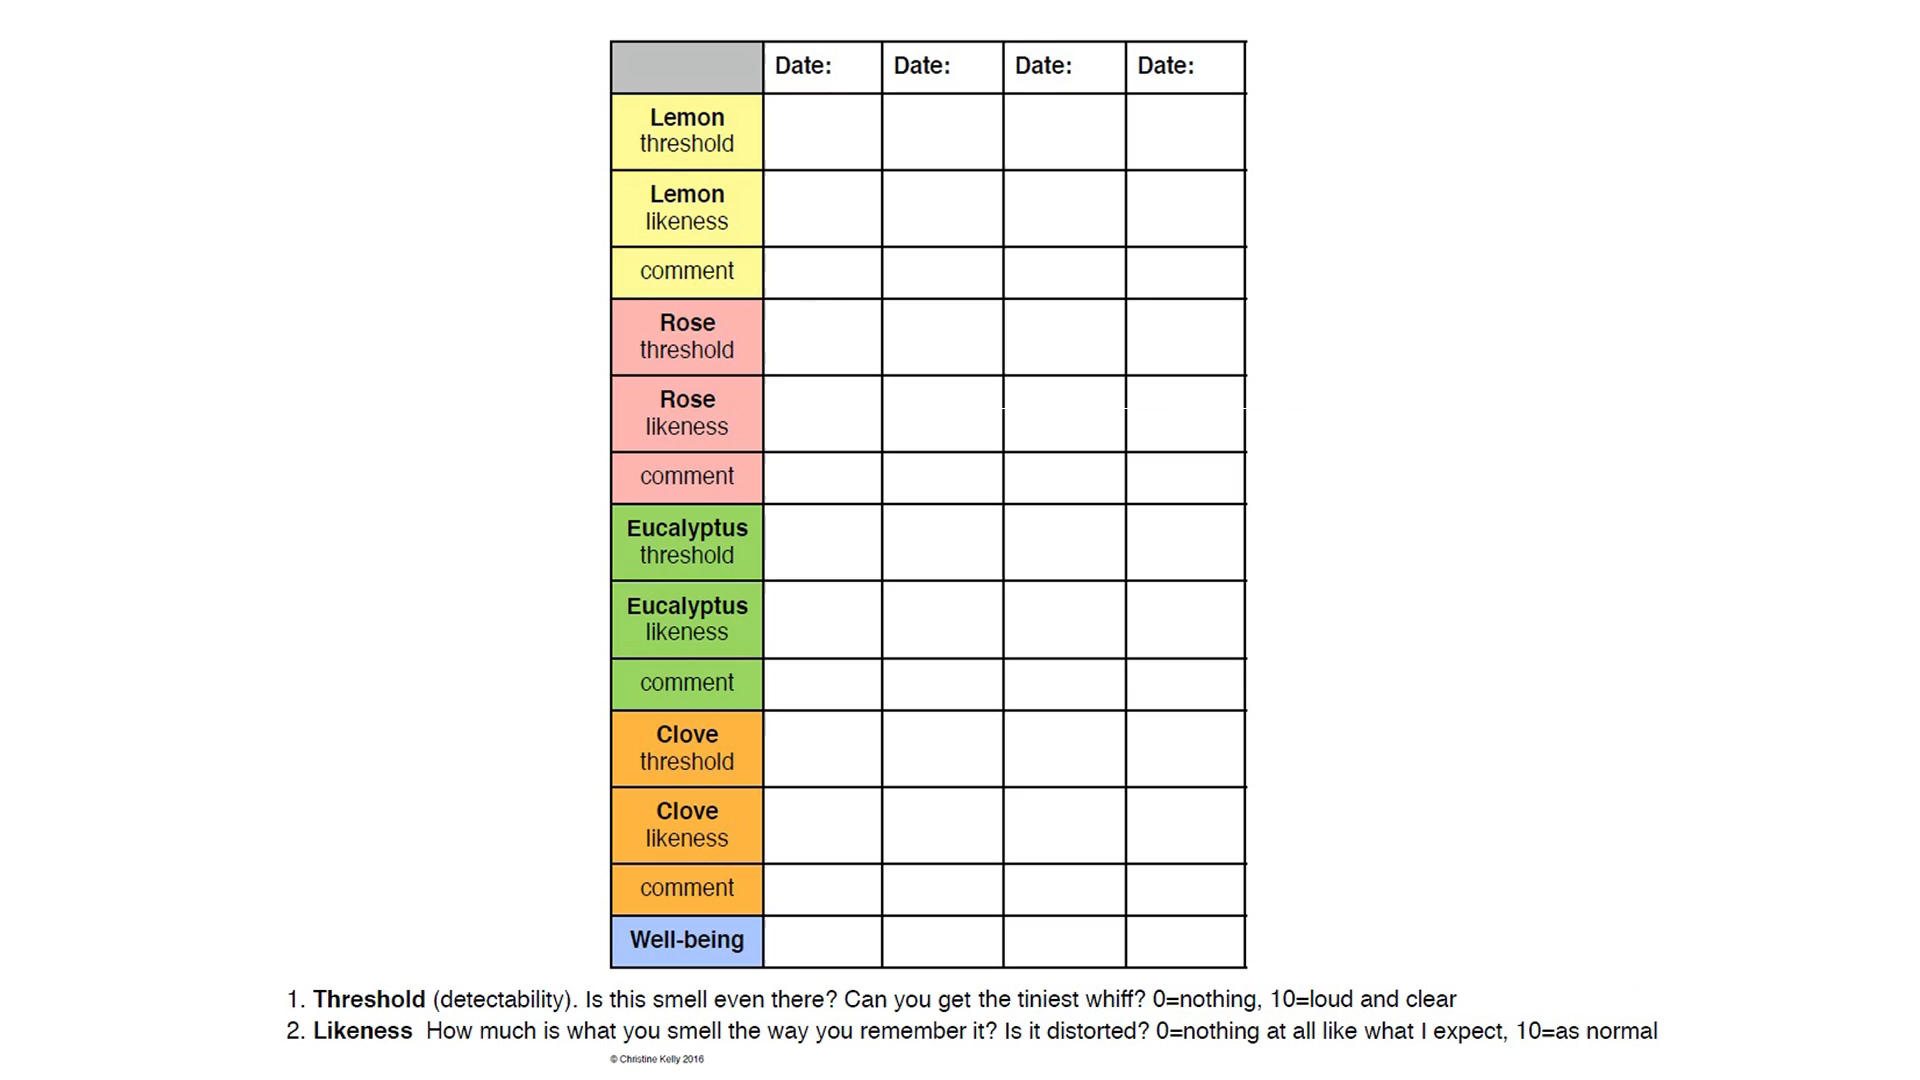 Date: Date: Date: Date:
Lemon
threshold
Lemon
likeness
comment
Rose
threshold
Rose
likeness
comment
Eucalyptus
threshold
Eucalyptus
likeness
comment
Clove
threshold
Clove
likeness
comment
Well-being
1. Threshold (detectability). Is this smell even there? Can you get the tiniest whiff? 0=nothing, 10=loud and clear
2. Likeness How much is what you smell the way you remember it? Is it distorted? 0=nothing at all like what I expect, 10=as normal
© Christine Kelly 2016